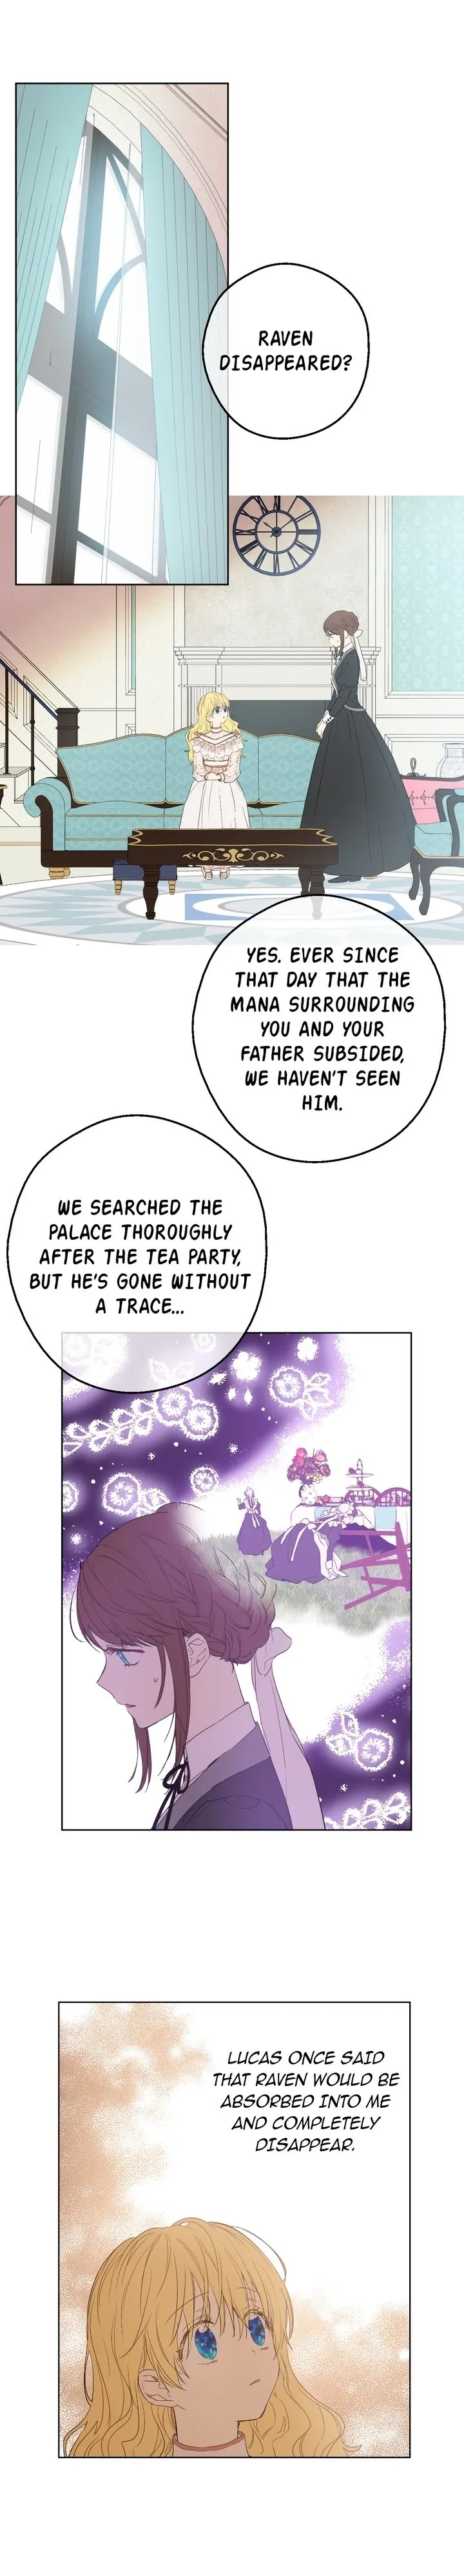 RAVEN
DISAPPEARED?
YES. EVER SINCE
THAT DAY THAT THE
MANA SURROUNDING
YOU AND YOUR
FATHER SUBSIDED,
WE HAVEN'T SEEN
HIM.
WE SEARCHED THE
PALACE THOROUGHLY
AFTER THE TEA PARTY,
BUT HE'S GONE WITHOUT
A TRACE...
LUCAS ONCE SAID
THAT RAVEN WOULD BE
ABSORBED INTO ME
AND COMPLETELY
DISAPPEAR.